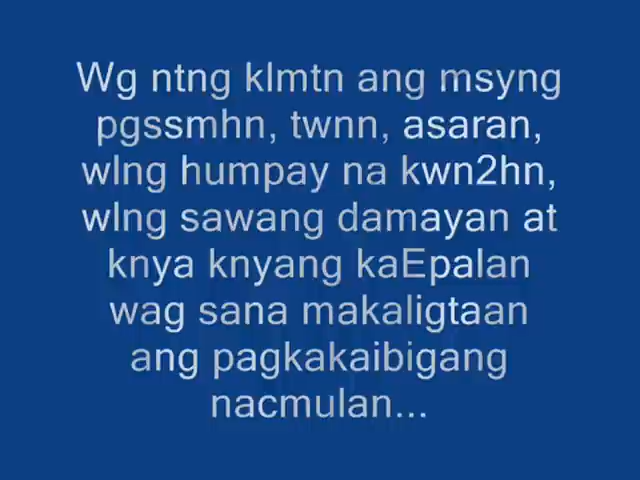 Wg ntng klmtn ang msyng
pgssmhn, twnn, asaran,
wlng humpay na kwn2hn,
wlng sawang damayan at
knya knyang kaEpalan
wag sana makaligtaan
ang pagkakaibigang
nacmulan...